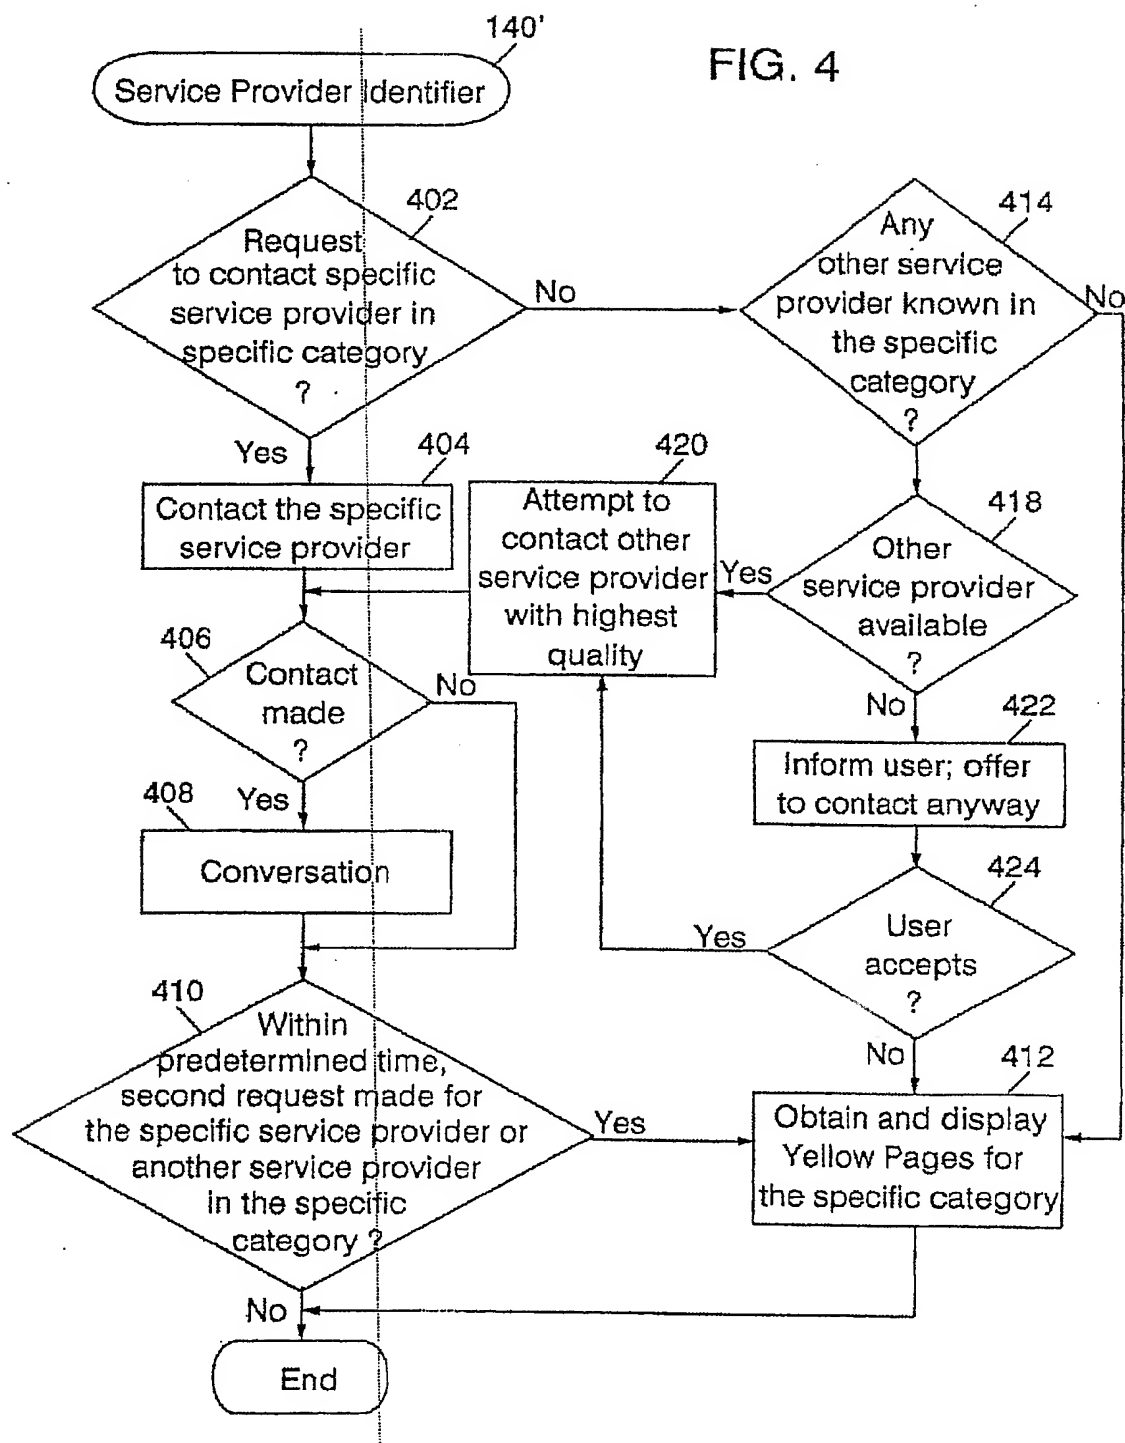 140'
FIG. 4
Service Provider Identifier
402
Request
to contact specific
service provider in
specific category
?
No
Yes
404
Contact the specific
service provider
406
Contact
made
?
No
Yes
408
Conversation
410
Within
predetermined time,
second request made for
the specific service provider or
another service provider
in the specific
category ?
Yes
No
End
414
Any
other service
provider known in
the specific
category
?
No
418
Other
service provider
available
?
Yes
No
420
Attempt to
contact other
service provider
with highest
quality
422
Inform user; offer
to contact anyway
424
User
accepts
?
Yes
No
412
Obtain and display
Yellow Pages for
the specific category